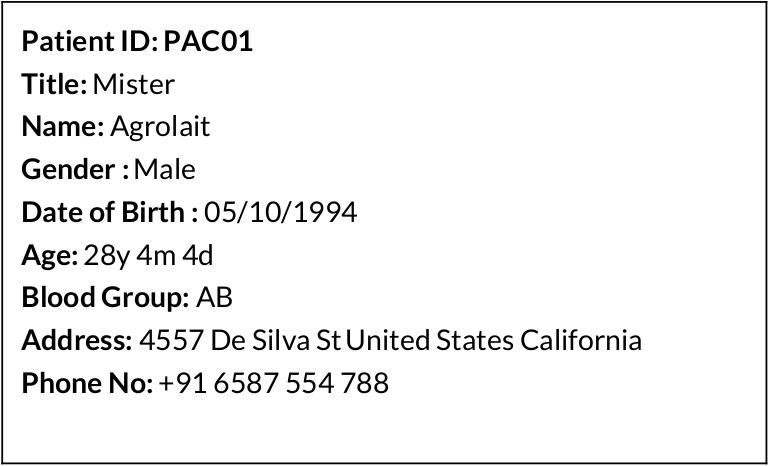 Patient ID: PAC01
Title: Mister
Name: Agrolait
Gender : Male
Date of Birth : 05/10/1994
Age: 28y 4m 4d
Blood Group: AB
Address: 4557 De Silva St United States California
Phone No: +91 6587 554 788